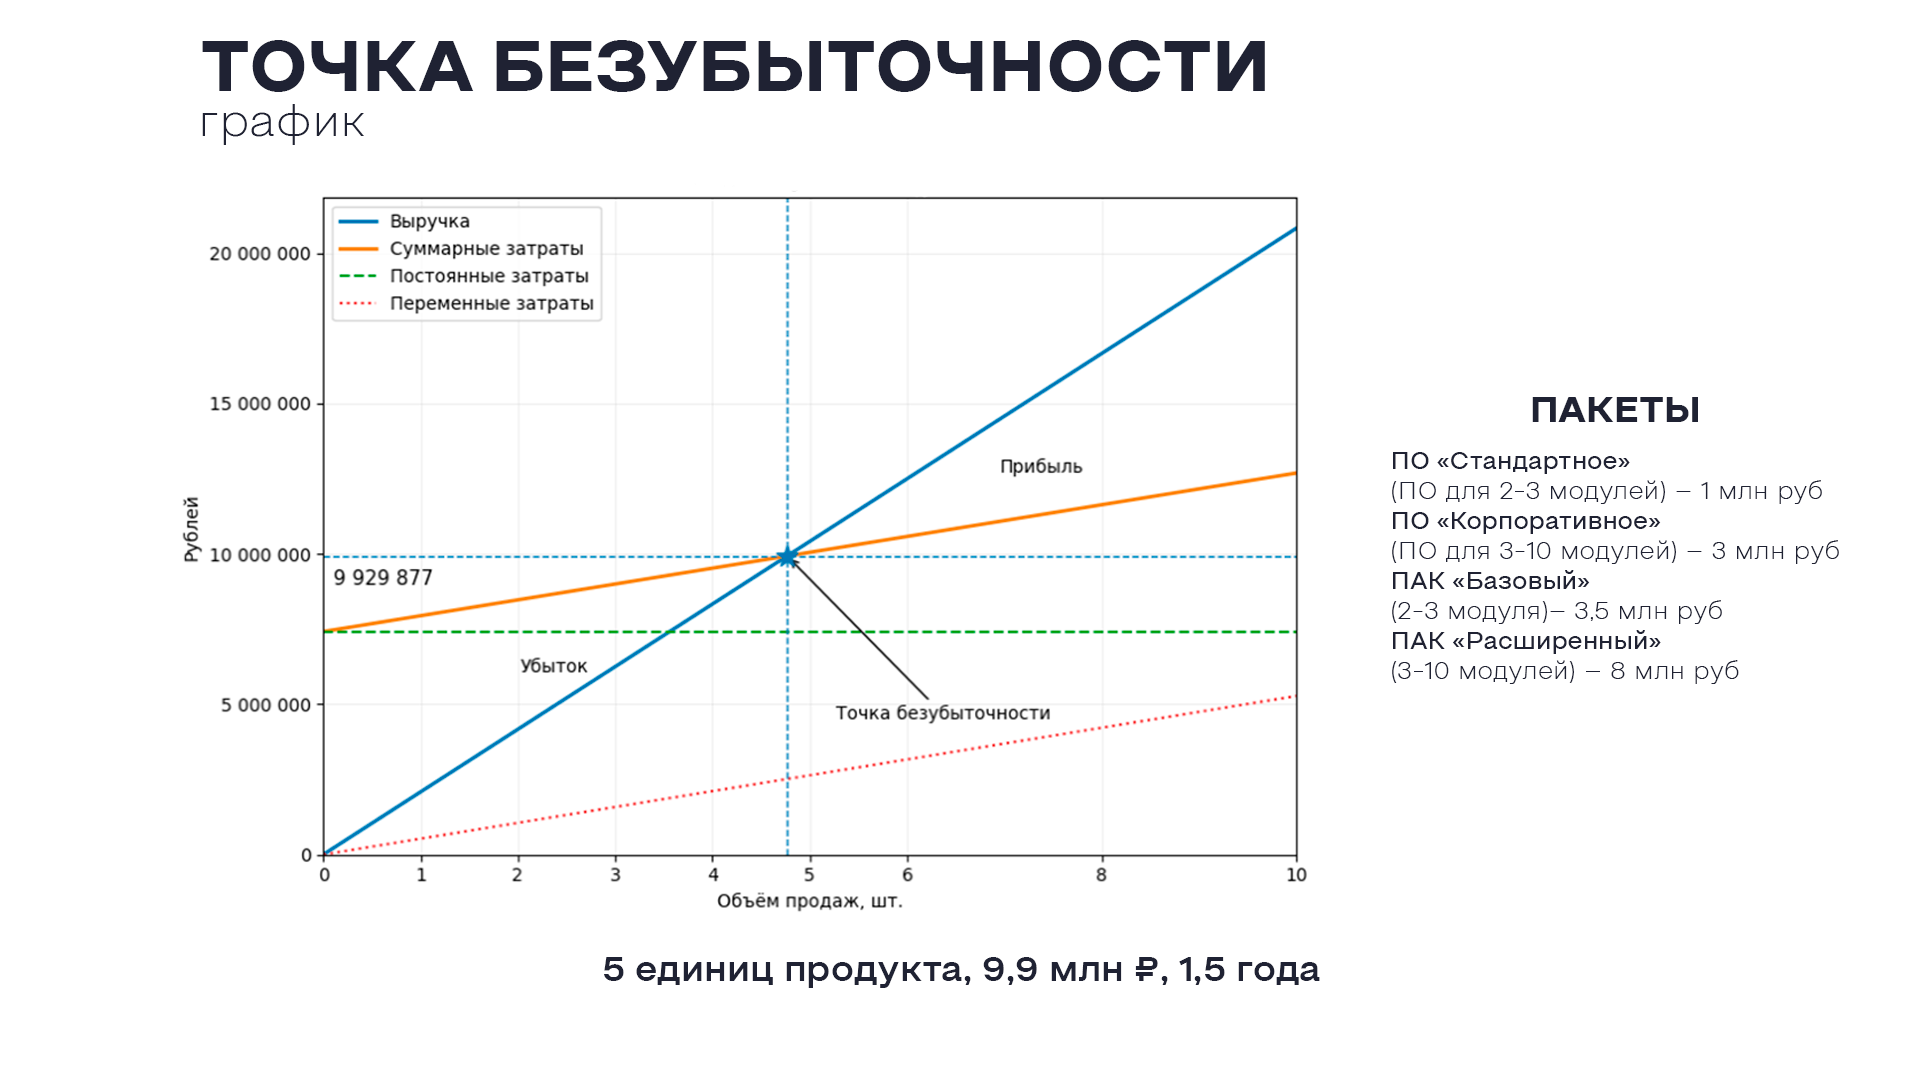 ТОЧКА БЕЗУБЫТОЧНОСТИ
график
Выручка
Суммарные затраты
Постоянные затраты
Переменные затраты
20 000 000
15 000 000
10 000 000
5 000 000
0
Рублей
9 929 877
Прибыль
Убыток
Точка безубыточности
0 1 2 3 4 5 6 8 10
Объём продаж, шт.
ПАКЕТЫ
ПО «Стандартное»
(ПО для 2-3 модулей) – 1 млн руб
ПО «Корпоративное»
(ПО для 3-10 модулей) – 3 млн руб
ПАК «Базовый»
(2-3 модуля)– 3,5 млн руб
ПАК «Расширенный»
(3-10 модулей) – 8 млн руб
5 единиц продукта, 9,9 млн ₽, 1,5 года